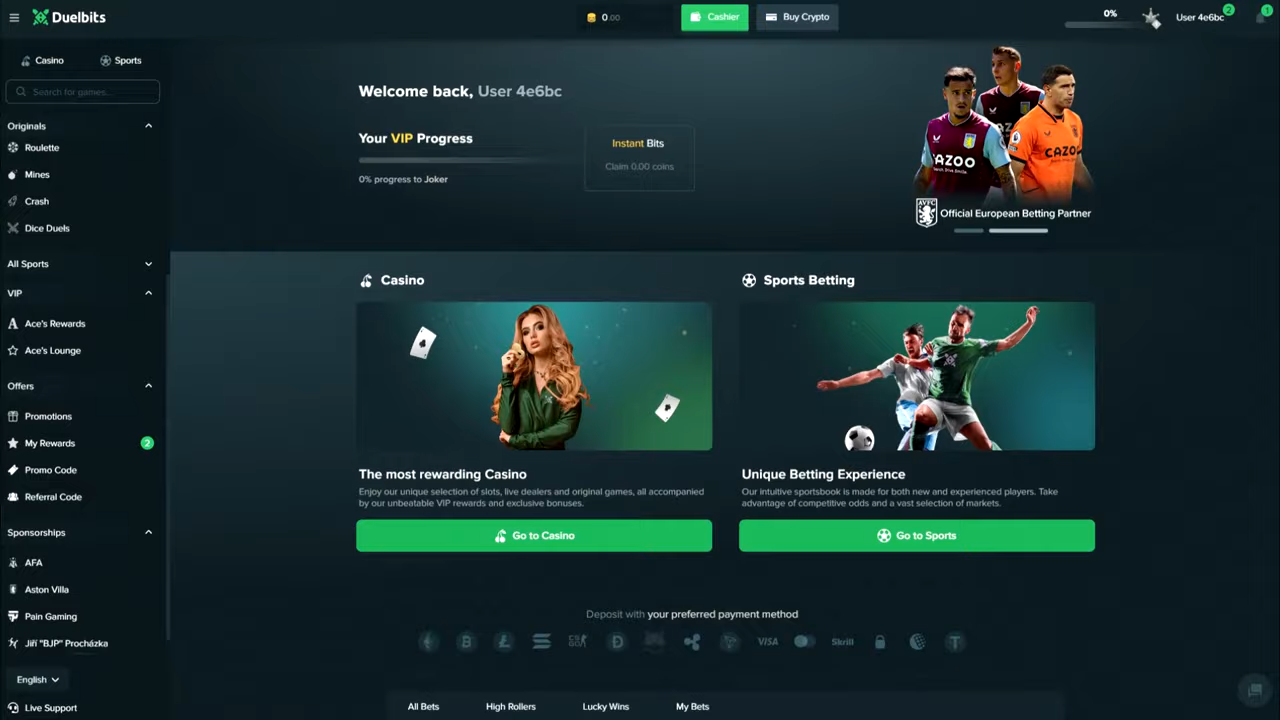 Duelbits
0.00
Cashier
Buy Crypto
0%
User 4e6bc
2
1
Casino
Sports
Search for games...
Originals
Roulette
Mines
Crash
Dice Duels
All Sports
VIP
Ace's Rewards
Ace's Lounge
Offers
Promotions
My Rewards
2
Promo Code
Referral Code
Sponsorships
AFA
Aston Villa
Pain Gaming
Jiří "BJP" Procházka
English
Live Support
Welcome back, User 4e6bc
Your VIP Progress
0% progress to Joker
Instant Bits
Claim 0.00 coins
CAZOO
CAZOO
AVFC
Official European Betting Partner
Casino
The most rewarding Casino
Enjoy our unique selection of slots, live dealers and original games, all accompanied
by our unbeatable VIP rewards and exclusive bonuses.
Go to Casino
Sports Betting
Unique Betting Experience
Our intuitive sportsbook is made for both new and experienced players. Take
advantage of competitive odds and a vast selection of markets.
Go to Sports
Deposit with your preferred payment method
CS GO
VISA
Skrill
All Bets
High Rollers
Lucky Wins
My Bets